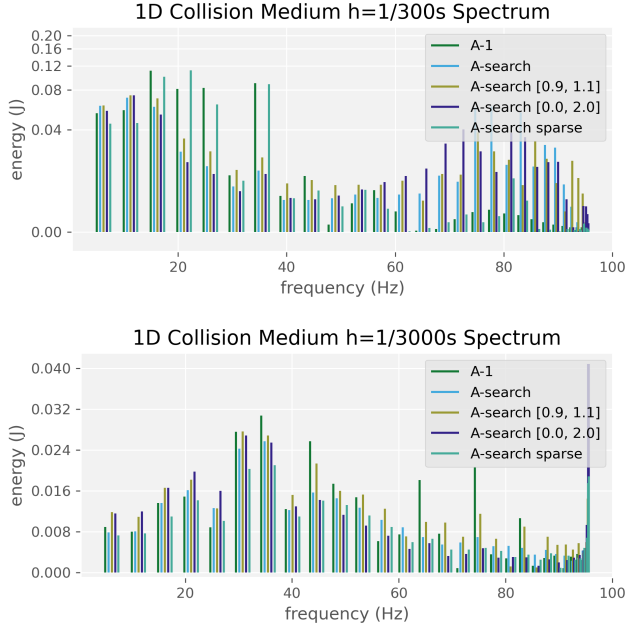 1D Collision Medium h=1/300s Spectrum
0.20
0.16
0.12
0.08
0.04
0.00
energy (J)
A-1
A-search
A-search [0.9, 1.1]
A-search [0.0, 2.0]
A-search sparse
20 40 60 80 100
frequency (Hz)
1D Collision Medium h=1/3000s Spectrum
0.040
0.032
0.024
0.016
0.008
0.000
energy (J)
A-1
A-search
A-search [0.9, 1.1]
A-search [0.0, 2.0]
A-search sparse
20 40 60 80 100
frequency (Hz)